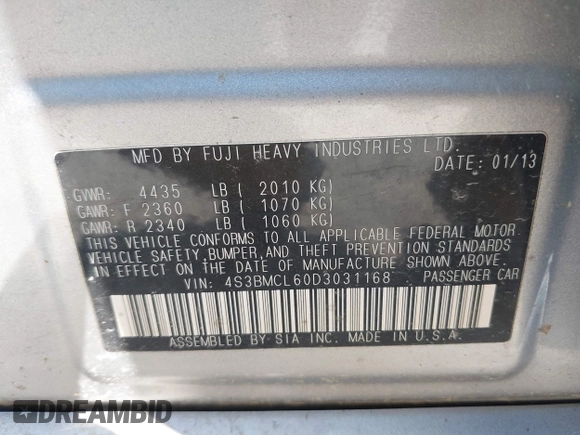 MFD BY FUJI HEAVY INDUSTRIES LTD.
DATE: 01/13
GVWR: 4435 LB ( 2010 KG)
GAWR: F 2360 LB ( 1070 KG)
GAWR: R 2340 LB ( 1060 KG)
THIS VEHICLE CONFORMS TO ALL APPLICABLE FEDERAL MOTOR
VEHICLE SAFETY,BUMPER,AND THEFT PREVENTION STANDARDS
IN EFFECT ON THE DATE OF MANUFACTURE SHOWN ABOVE.
VIN: 4S3BMCL60D3031168 PASSENGER CAR
ASSEMBLED BY SIA INC. MADE IN U.S.A.
DREAMBID